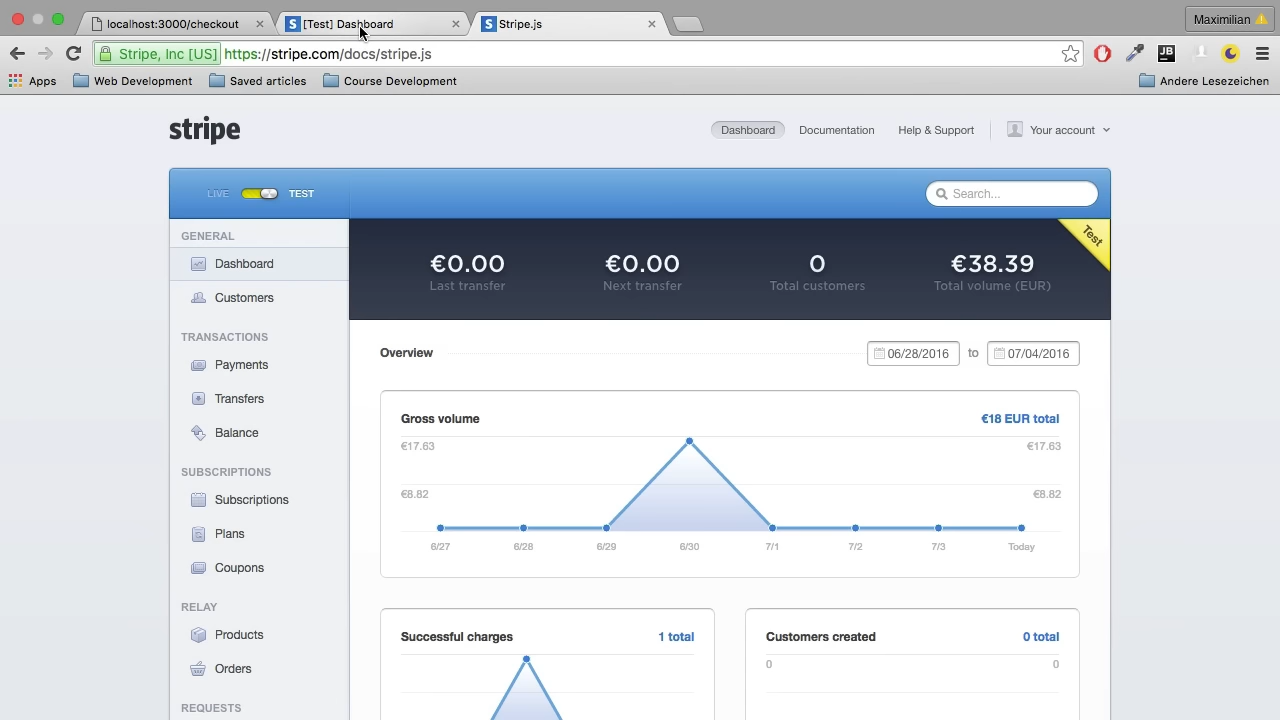 localhost:3000/checkout
[Test] Dashboard
Stripe.js
Maximilian
Stripe, Inc [US] https://stripe.com/docs/stripe.js
JB
Apps Web Development Saved articles Course Development Andere Lesezeichen
stripe
Dashboard Documentation Help & Support Your account
LIVE TEST Search...
GENERAL
Dashboard
Customers
TRANSACTIONS
Payments
Transfers
Balance
SUBSCRIPTIONS
Subscriptions
Plans
Coupons
RELAY
Products
Orders
REQUESTS
€0.00 €0.00 0 €38.39
Last transfer Next transfer Total customers Total volume (EUR)
Test
Overview 06/28/2016 to 07/04/2016
Gross volume €18 EUR total
€17.63 €17.63
€8.82 €8.82
6/27 6/28 6/29 6/30 7/1 7/2 7/3 Today
Successful charges 1 total
Customers created 0 total
0 0